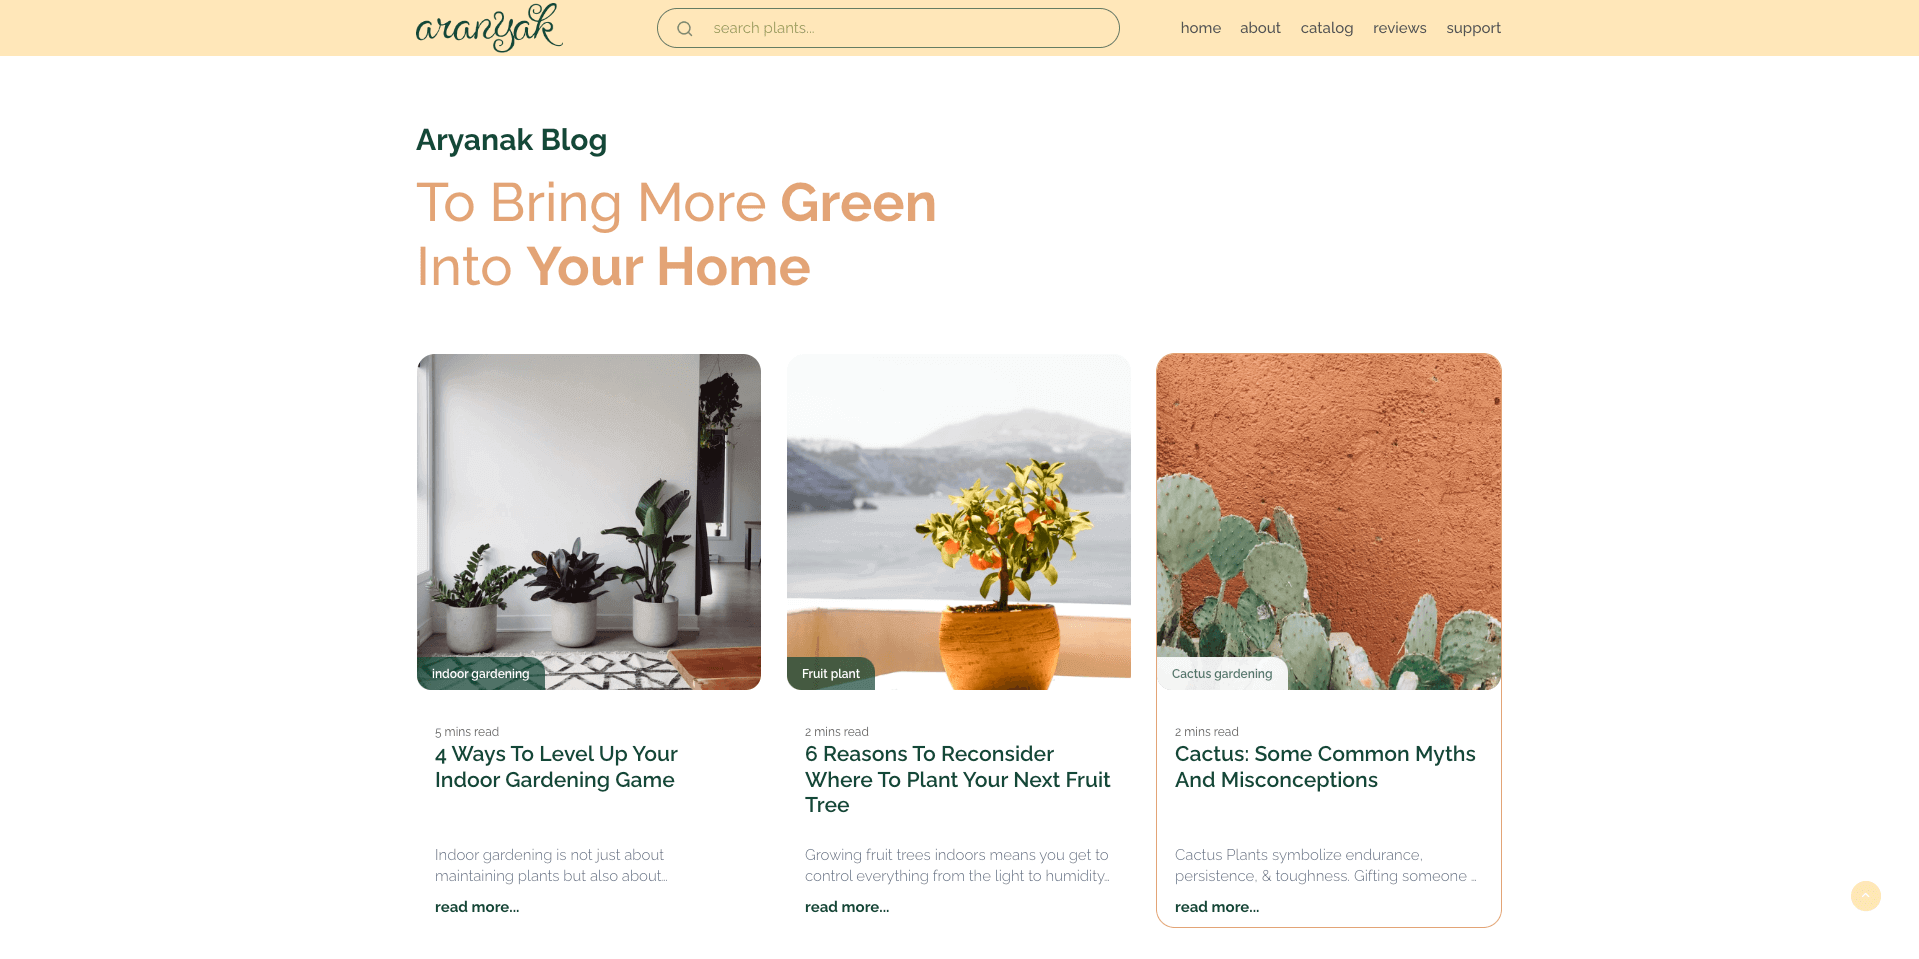 aranyak
search plants...
home about catalog reviews support
Aryanak Blog
To Bring More Green
Into Your Home
indoor gardening
5 mins read
4 Ways To Level Up Your
Indoor Gardening Game
Indoor gardening is not just about
maintaining plants but also about...
read more...
Fruit plant
2 mins read
6 Reasons To Reconsider
Where To Plant Your Next Fruit
Tree
Growing fruit trees indoors means you get to
control everything from the light to humidity...
read more...
Cactus gardening
2 mins read
Cactus: Some Common Myths
And Misconceptions
Cactus Plants symbolize endurance,
persistence, & toughness. Gifting someone ...
read more...